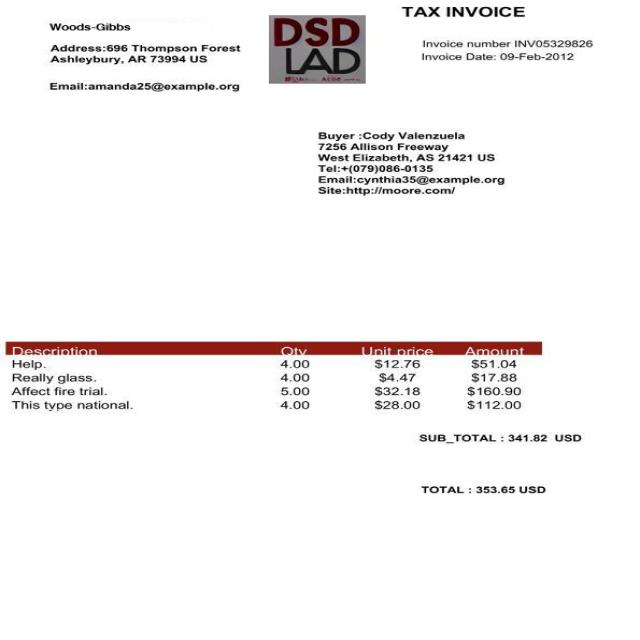 TAX INVOICE
Woods-Gibbs
Address:696 Thompson Forest
Ashleybury, AR 73994 US
Email:amanda25@example.org
DSD
LAD
Invoice number INV05329826
Invoice Date: 09-Feb-2012
Buyer :Cody Valenzuela
7256 Allison Freeway
West Elizabeth, AS 21421 US
Tel:+(079)086-0135
Email:cynthia35@example.org
Site:http://moore.com/
Description Qty Unit price Amount
Help. 4.00 $12.76 $51.04
Really glass. 4.00 $4.47 $17.88
Affect fire trial. 5.00 $32.18 $160.90
This type national. 4.00 $28.00 $112.00
SUB_TOTAL : 341.82 USD
TOTAL : 353.65 USD